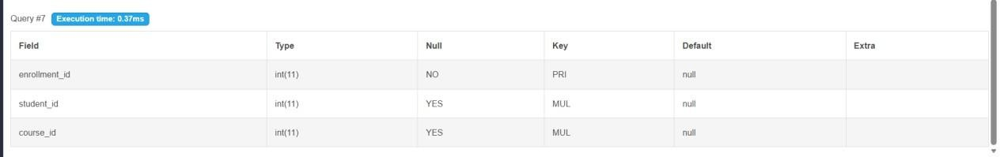 Query #7 Execution time: 0.37ms
Field Type Null Key Default Extra
enrollment_id int(11) NO PRI null
student_id int(11) YES MUL null
course_id int(11) YES MUL null